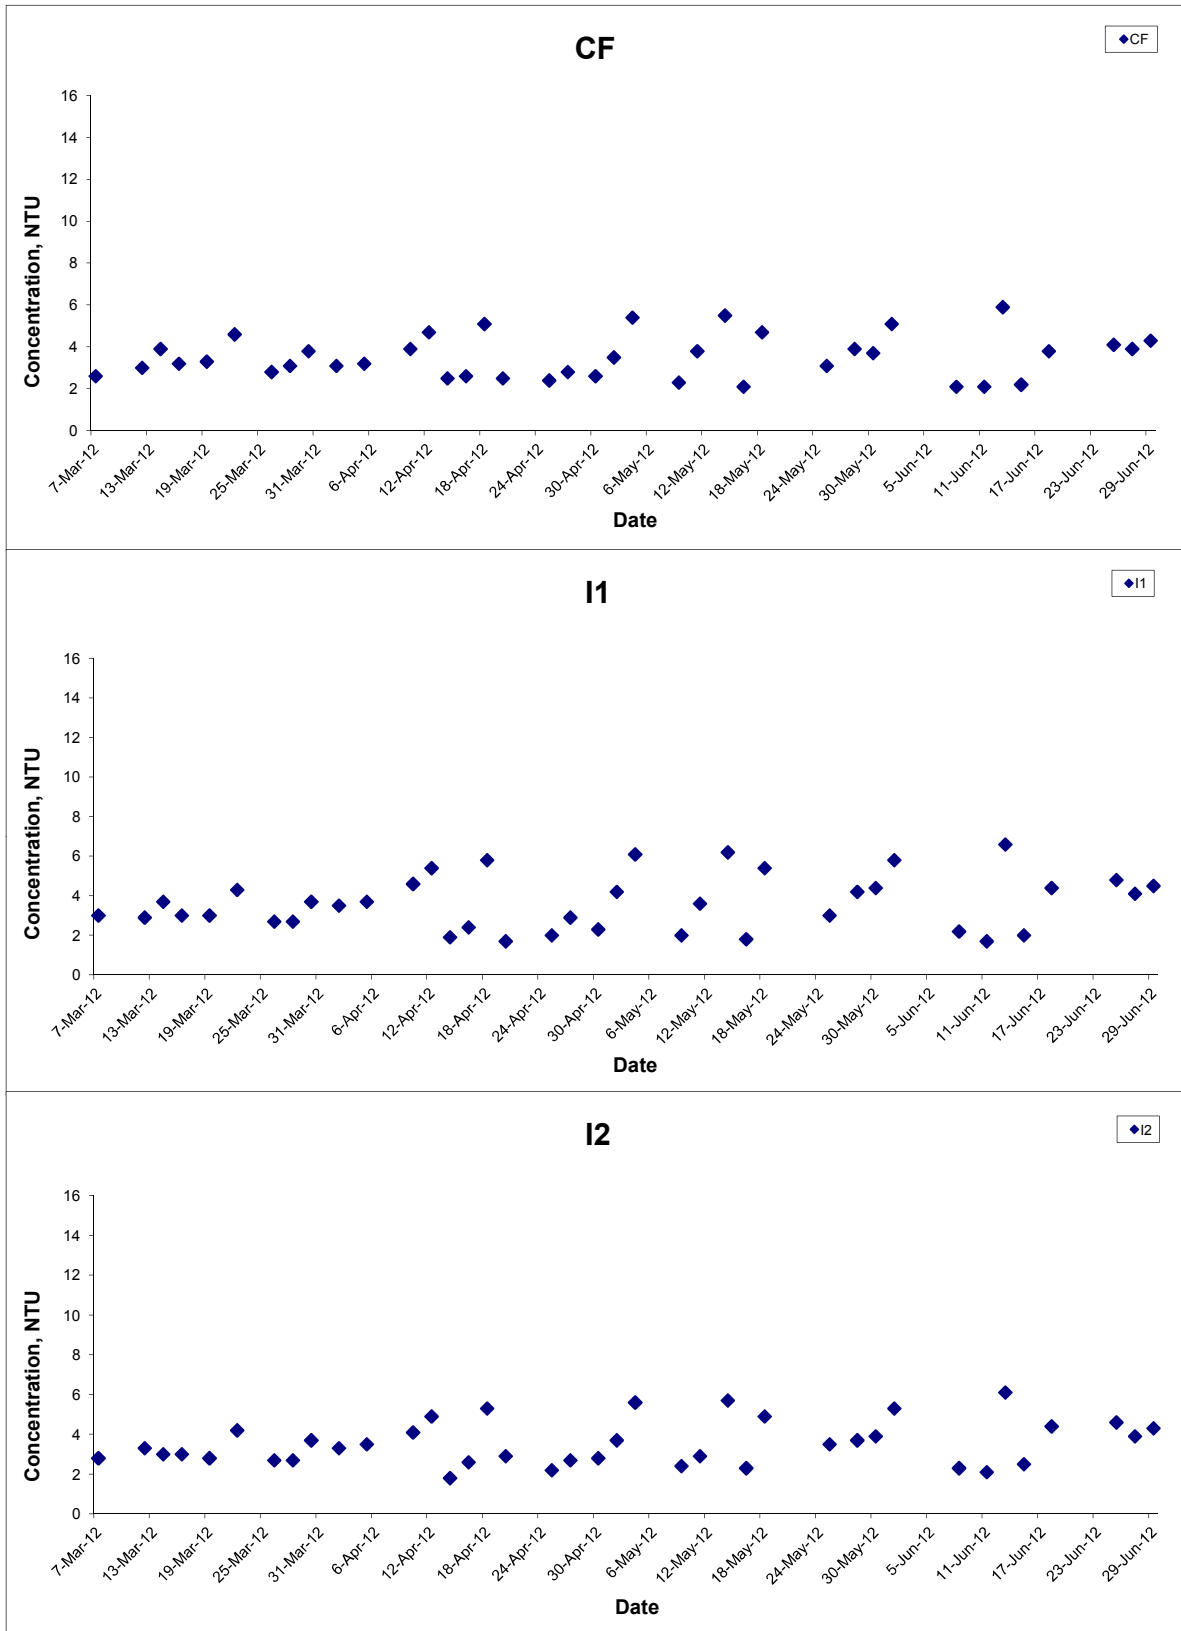 CF
CF
16
14
12
10
8
6
4
2
0
Concentration, NTU
7-Mar-12
13-Mar-12
19-Mar-12
25-Mar-12
31-Mar-12
6-Apr-12
12-Apr-12
18-Apr-12
24-Apr-12
30-Apr-12
6-May-12
12-May-12
18-May-12
24-May-12
30-May-12
5-Jun-12
11-Jun-12
17-Jun-12
23-Jun-12
29-Jun-12
Date
I1
I1
16
14
12
10
8
6
4
2
0
Concentration, NTU
7-Mar-12
13-Mar-12
19-Mar-12
25-Mar-12
31-Mar-12
6-Apr-12
12-Apr-12
18-Apr-12
24-Apr-12
30-Apr-12
6-May-12
12-May-12
18-May-12
24-May-12
30-May-12
5-Jun-12
11-Jun-12
17-Jun-12
23-Jun-12
29-Jun-12
Date
I2
I2
16
14
12
10
8
6
4
2
0
Concentration, NTU
7-Mar-12
13-Mar-12
19-Mar-12
25-Mar-12
31-Mar-12
6-Apr-12
12-Apr-12
18-Apr-12
24-Apr-12
30-Apr-12
6-May-12
12-May-12
18-May-12
24-May-12
30-May-12
5-Jun-12
11-Jun-12
17-Jun-12
23-Jun-12
29-Jun-12
Date